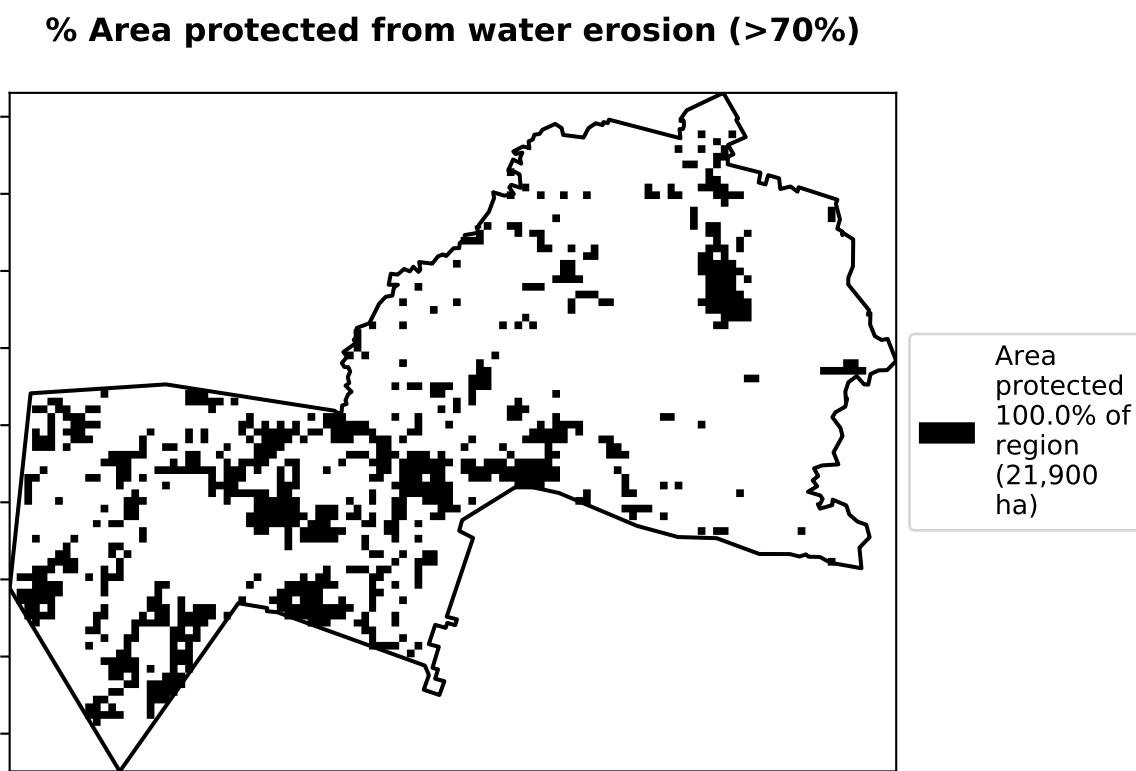 % Area protected from water erosion (>70%)
Area
protected
100.0% of
region
(21,900
ha)